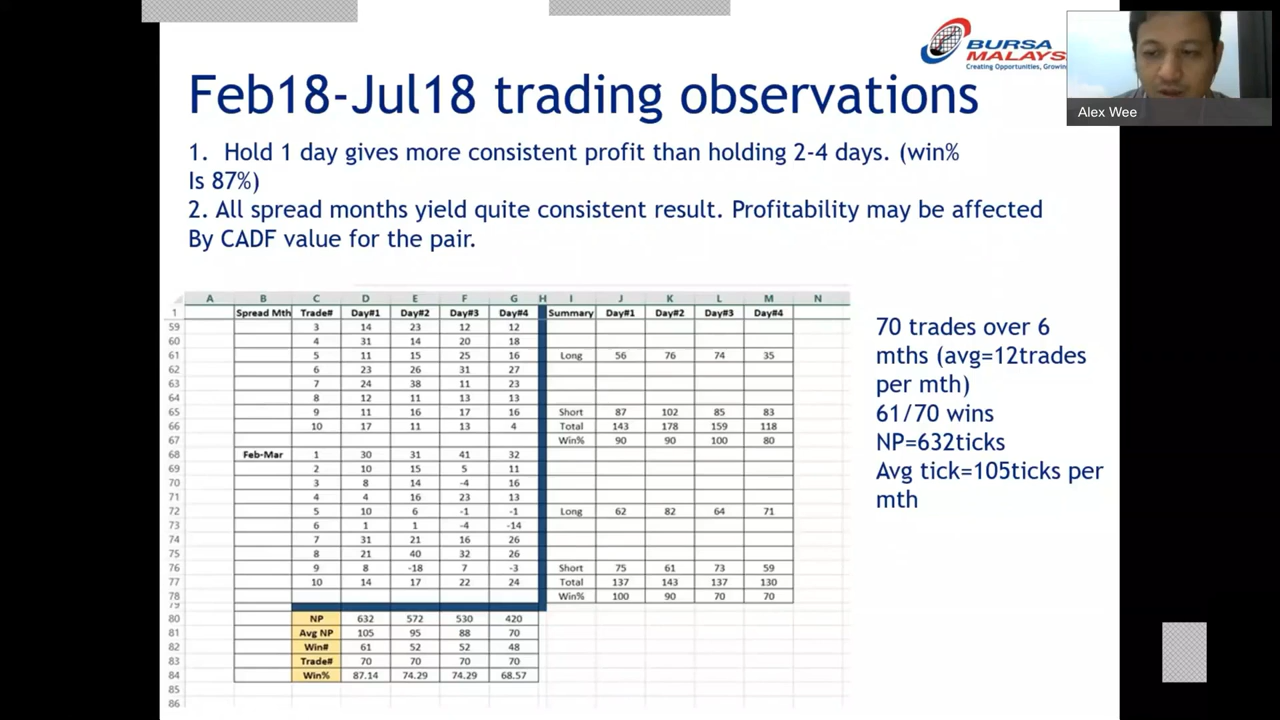 BURSA
MALAYS
Creating Opportunities, Growin
Alex Wee
Feb18-Jul18 trading observations
1. Hold 1 day gives more consistent profit than holding 2-4 days. (win%
Is 87%)
2. All spread months yield quite consistent result. Profitability may be affected
By CADF value for the pair.
A B C D E F G H I J K L M N
1 Spread Mth Trade# Day#1 Day#2 Day#3 Day#4 Summary Day#1 Day#2 Day#3 Day#4
59 3 14 23 12 12
60 4 31 14 20 18
61 5 11 15 25 16 Long 56 76 74 35
62 6 23 26 31 27
63 7 24 38 11 23
64 8 12 11 13 13
65 9 11 16 17 16 Short 87 102 85 83
66 10 17 11 13 4 Total 143 178 159 118
67 Win% 90 90 100 80
68 Feb-Mar 1 30 31 41 32
69 2 10 15 5 11
70 3 8 14 -4 16
71 4 4 16 23 13
72 5 10 6 -1 -1 Long 62 82 64 71
73 6 1 1 -4 -14
74 7 31 21 16 26
75 8 21 40 32 26
76 9 8 -18 7 -3 Short 75 61 73 59
77 10 14 17 22 24 Total 137 143 137 130
78 Win% 100 90 70 70
79
80 NP 632 572 530 420
81 Avg NP 105 95 88 70
82 Win# 61 52 52 48
83 Trade# 70 70 70 70
84 Win% 87.14 74.29 74.29 68.57
85
86
70 trades over 6
mths (avg=12trades
per mth)
61/70 wins
NP=632ticks
Avg tick=105ticks per
mth